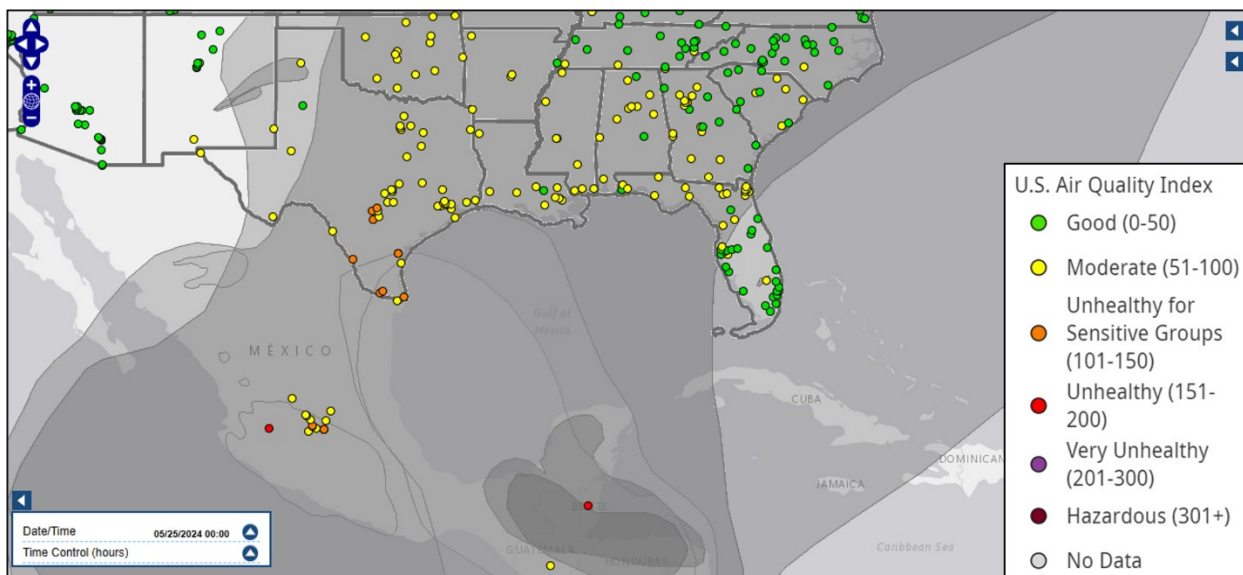 U.S. Air Quality Index
Good (0-50)
Moderate (51-100)
Unhealthy for
Sensitive Groups
(101-150)
Unhealthy (151-
200)
Very Unhealthy
(201-300)
Hazardous (301+)
No Data
Gulf of
Mexico
MÉXICO
CUBA
DOMINICAN
JAMAICA
GUATEMALA
HONDURAS
Caribbean Sea
Date/Time 05/25/2024 00:00
Time Control (hours)